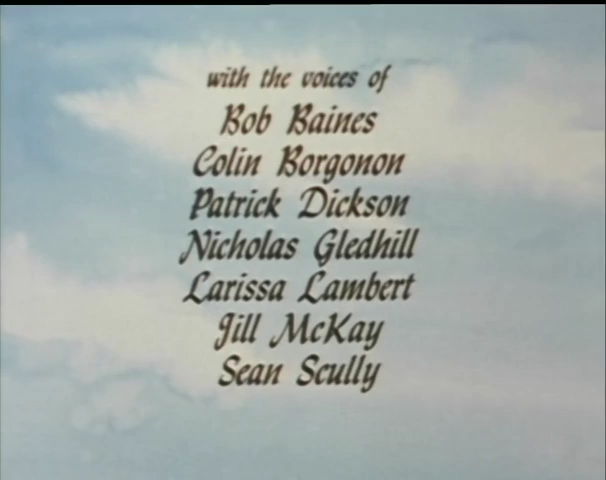 with the voices of
Bob Baines
Colin Borgonon
Patrick Dickson
Nicholas Gledhill
Larissa Lambert
Jill McKay
Sean Scully